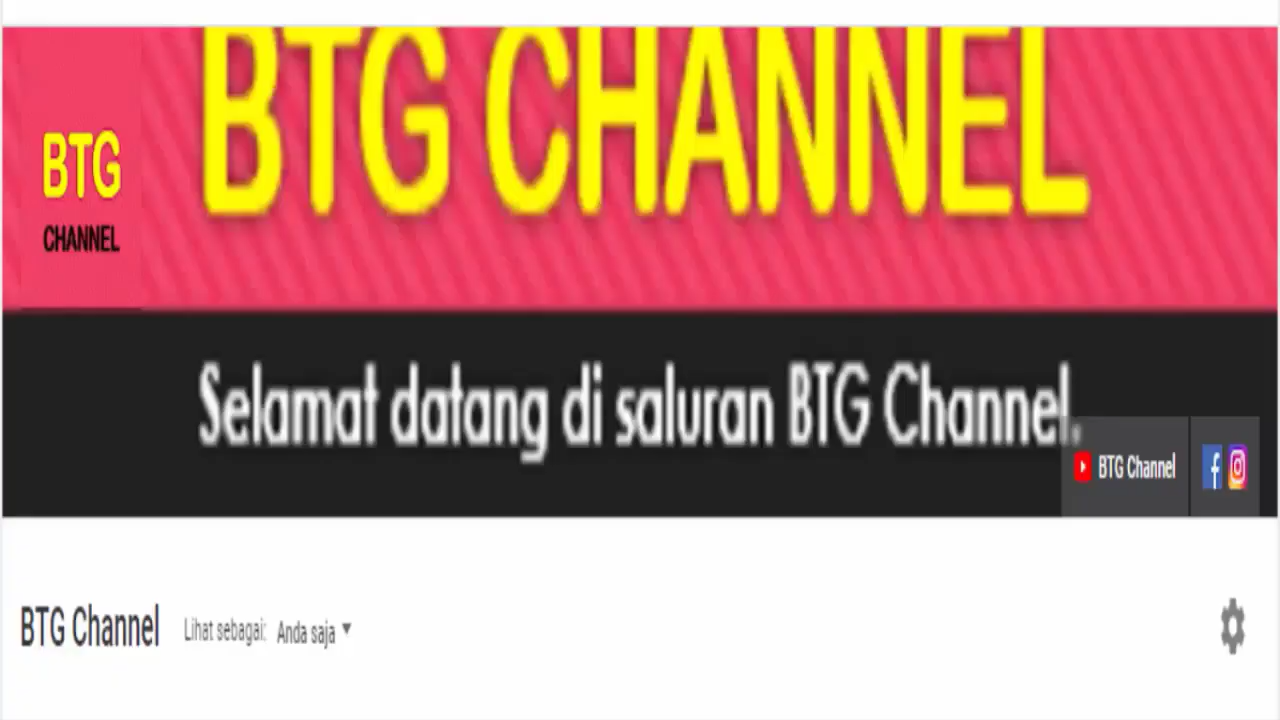 BTG CHANNEL
BTG
CHANNEL
Selamat datang di saluran BTG Channel.
BTG Channel
BTG Channel Lihat sebagai: Anda saja